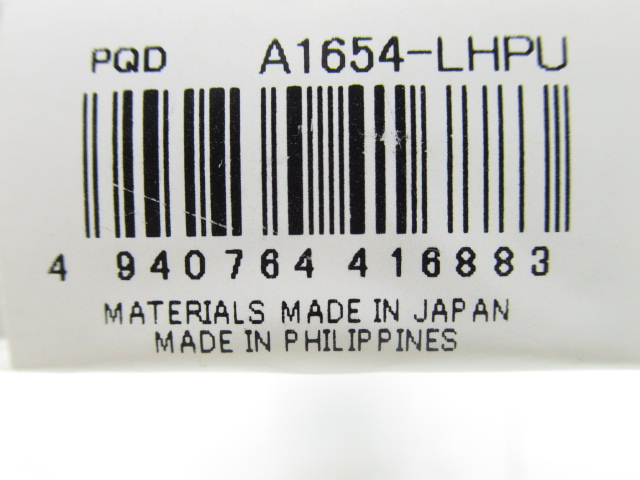 PQD A1654-LHPU
4 940764 416883
MATERIALS MADE IN JAPAN
MADE IN PHILIPPINES